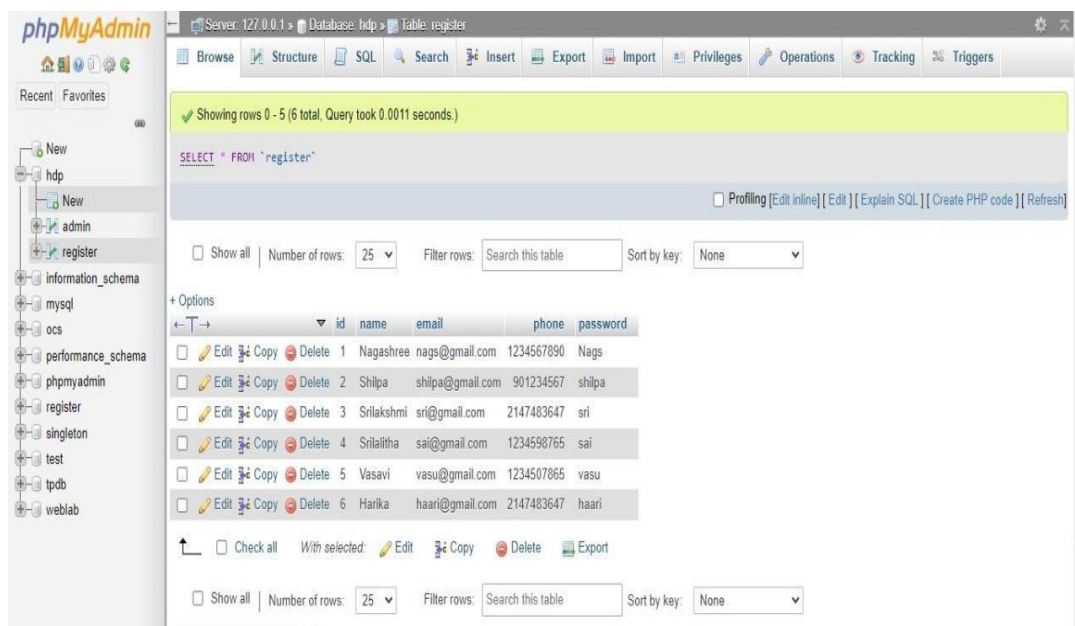 phpMyAdmin
Recent Favorites
New
hdp
New
admin
register
information_schema
mysql
ocs
performance_schema
phpmyadmin
register
singleton
test
tpdb
weblab
Server: 127.0.0.1 » Database: hdp » Table: register
Browse Structure SQL Search Insert Export Import Privileges Operations Tracking Triggers
Showing rows 0 - 5 (6 total, Query took 0.0011 seconds.)
SELECT * FROM `register`
Profiling [Edit inline] [ Edit ] [ Explain SQL ] [ Create PHP code ] [ Refresh]
Show all | Number of rows: 25 Filter rows: Search this table Sort by key: None
+ Options
←T→ id name email phone password
Edit Copy Delete 1 Nagashree nags@gmail.com 1234567890 Nags
Edit Copy Delete 2 Shilpa shilpa@gmail.com 901234567 shilpa
Edit Copy Delete 3 Srilakshmi sri@gmail.com 2147483647 sri
Edit Copy Delete 4 Srilalitha sai@gmail.com 1234598765 sai
Edit Copy Delete 5 Vasavi vasu@gmail.com 1234507865 vasu
Edit Copy Delete 6 Harika haari@gmail.com 2147483647 haari
Check all With selected: Edit Copy Delete Export
Show all | Number of rows: 25 Filter rows: Search this table Sort by key: None